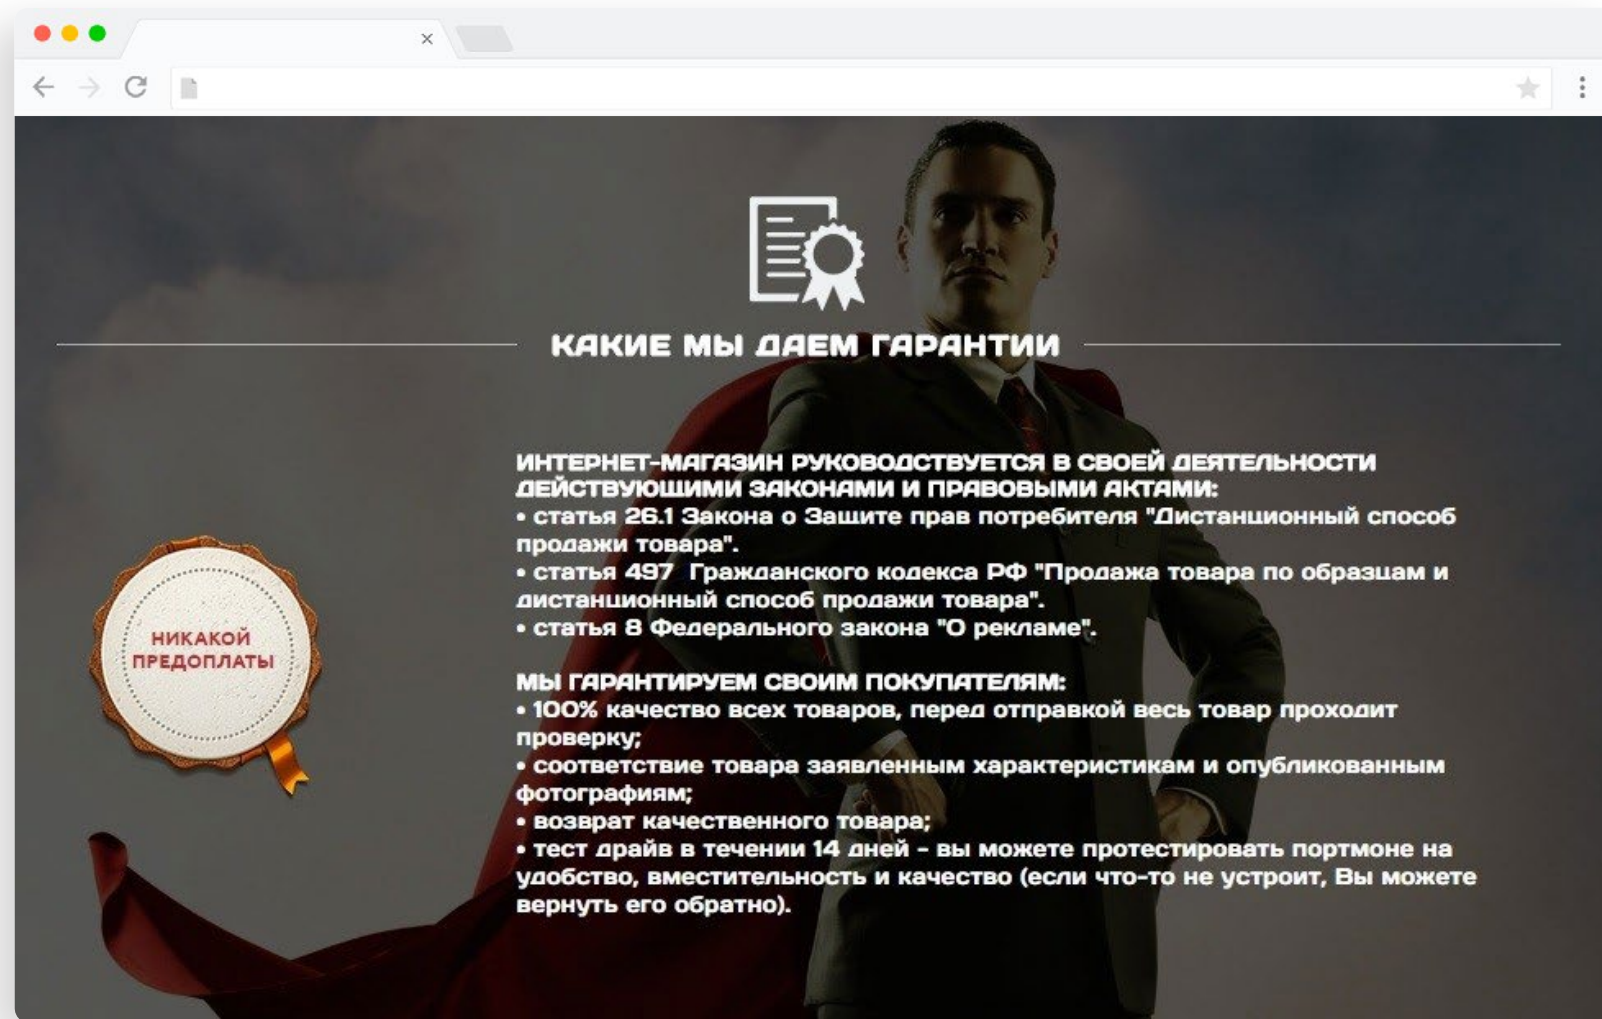 КАКИЕ МЫ ДАЕМ ГАРАНТИИ
ИНТЕРНЕТ-МАГАЗИН РУКОВОДСТВУЕТСЯ В СВОЕЙ ДЕЯТЕЛЬНОСТИ
ДЕЙСТВУЮЩИМИ ЗАКОНАМИ И ПРАВОВЫМИ АКТАМИ:
• статья 26.1 Закона о Защите прав потребителя "Дистанционный способ
продажи товара".
• статья 497 Гражданского кодекса РФ "Продажа товара по образцам и
дистанционный способ продажи товара".
• статья 8 Федерального закона "О рекламе".
НИКАКОЙ
ПРЕДОПЛАТЫ
МЫ ГАРАНТИРУЕМ СВОИМ ПОКУПАТЕЛЯМ:
• 100% качество всех товаров, перед отправкой весь товар проходит
проверку;
• соответствие товара заявленным характеристикам и опубликованным
фотографиям;
• возврат качественного товара;
• тест драйв в течении 14 дней - вы можете протестировать портмоне на
удобство, вместительность и качество (если что-то не устроит, Вы можете
вернуть его обратно).